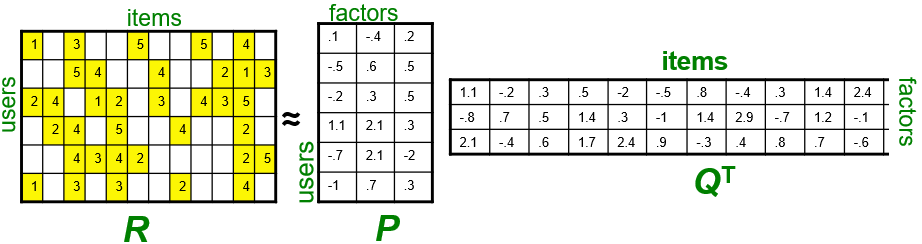 items
users
1 3 5 5 4
5 4 4 2 1 3
2 4 1 2 3 4 3 5
2 4 5 4 2
4 3 4 2 2 5
1 3 3 2 4
R
≈
factors
users
.1 -.4 .2
-.5 .6 .5
-.2 .3 .5
1.1 2.1 .3
-.7 2.1 -2
-1 .7 .3
P
items
factors
1.1 -.2 .3 .5 -2 -.5 .8 -.4 .3 1.4 2.4
-.8 .7 .5 1.4 .3 -1 1.4 2.9 -.7 1.2 -.1
2.1 -.4 .6 1.7 2.4 .9 -.3 .4 .8 .7 -.6
Qᵀ